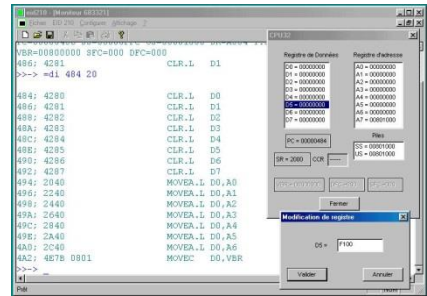 eid218 - [Moniteur 68332]
Fichier EID 210 Configurer Affichage ?
VBR=00800000 SFC=000 DFC=000
486; 4281 CLR.L D1
>>-> =di 484 20
484; 4280 CLR.L D0
486; 4281 CLR.L D1
488; 4282 CLR.L D2
48A; 4283 CLR.L D3
48C; 4284 CLR.L D4
48E; 4285 CLR.L D5
490; 4286 CLR.L D6
492; 4287 CLR.L D7
494; 2040 MOVEA.L D0,A0
496; 2240 MOVEA.L D0,A1
498; 2440 MOVEA.L D0,A2
49A; 2640 MOVEA.L D0,A3
49C; 2840 MOVEA.L D0,A4
49E; 2A40 MOVEA.L D0,A5
4A0; 2C40 MOVEA.L D0,A6
4A2; 4E7B 0801 MOVEC D0,VBR
>>->
Prêt
CPU32
Registre de Données
D0 = 00000000
D1 = 00000000
D2 = 00000000
D3 = 00000000
D4 = 00000000
D5 = 00000000
D6 = 00000000
D7 = 00000000
Registre d'adresse
A0 = 00000000
A1 = 00000000
A2 = 00000000
A3 = 00000000
A4 = 00000000
A5 = 00000000
A6 = 00000000
A7 = 00801000
PC = 00000484
Piles
SS = 00801000
US = 00801000
SR = 2000 CCR -----
Fermer
Modification de registre
D5 = F100
Valider Annuler